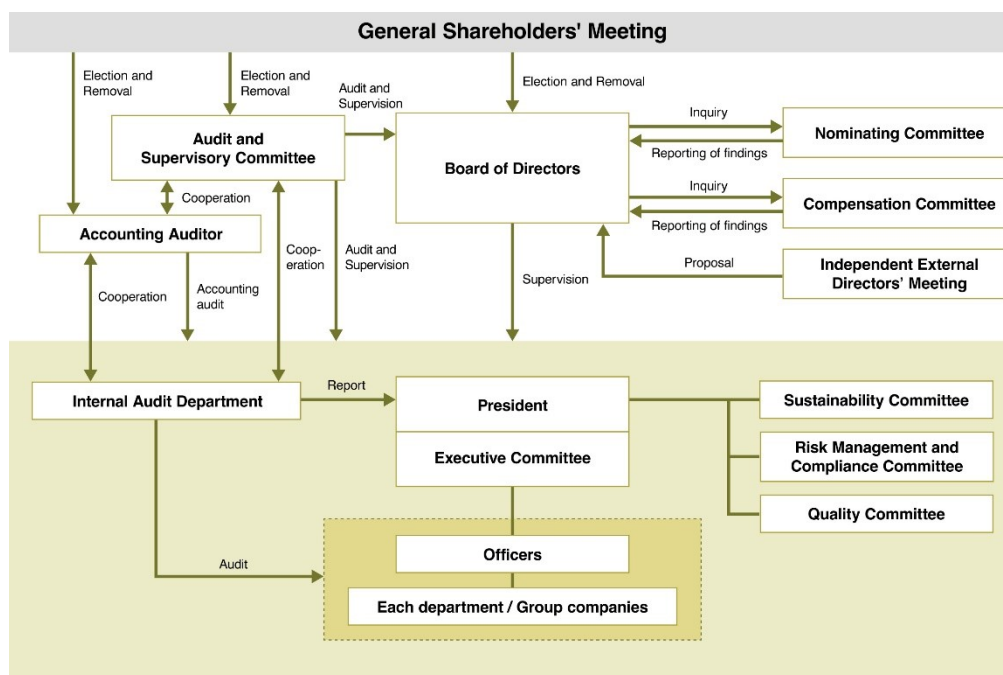 General Shareholders' Meeting
Election and
Removal
Election and
Removal
Audit and
Supervision
Election and Removal
Audit and
Supervisory Committee
Board of Directors
Inquiry
Reporting of findings
Nominating Committee
Inquiry
Reporting of findings
Compensation Committee
Cooperation
Accounting Auditor
Proposal
Independent External
Directors’ Meeting
Cooperation
Accounting
audit
Coop-
eration
Audit and
Supervision
Supervision
Internal Audit Department
Report
President
Executive Committee
Sustainability Committee
Risk Management and
Compliance Committee
Quality Committee
Audit
Officers
Each department / Group companies